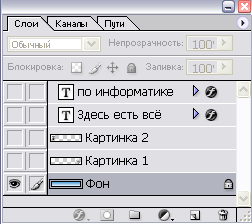 Слои Каналы Пути
Обычный Непрозрачность: 100%
Блокировка: Заливка: 100%
T по информатике
T Здесь есть всё
Картинка 2
Картинка 1
Фон